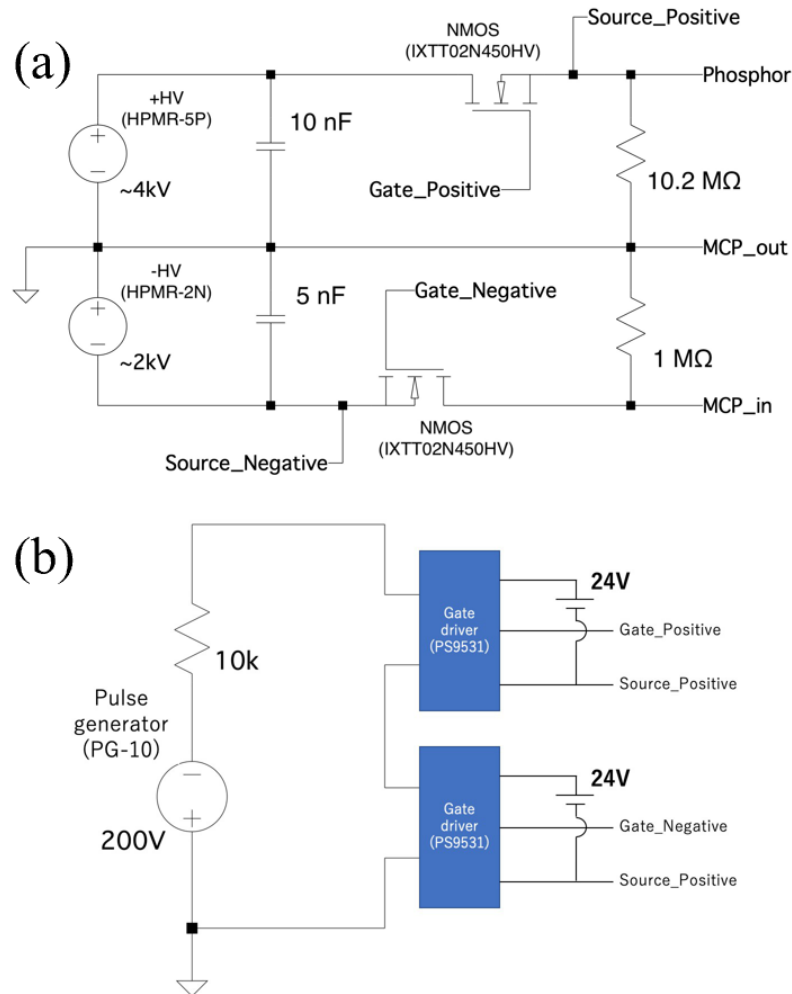 (a)
NMOS
(IXTT02N450HV)
Source_Positive
Phosphor
+HV
(HPMR-5P)
~4kV
10 nF
Gate_Positive
10.2 MΩ
MCP_out
-HV
(HPMR-2N)
~2kV
5 nF
Gate_Negative
1 MΩ
MCP_in
NMOS
(IXTT02N450HV)
Source_Negative
(b)
10k
Pulse
generator
(PG-10)
200V
Gate
driver
(PS9531)
24V
Gate_Positive
Source_Positive
Gate
driver
(PS9531)
24V
Gate_Negative
Source_Positive